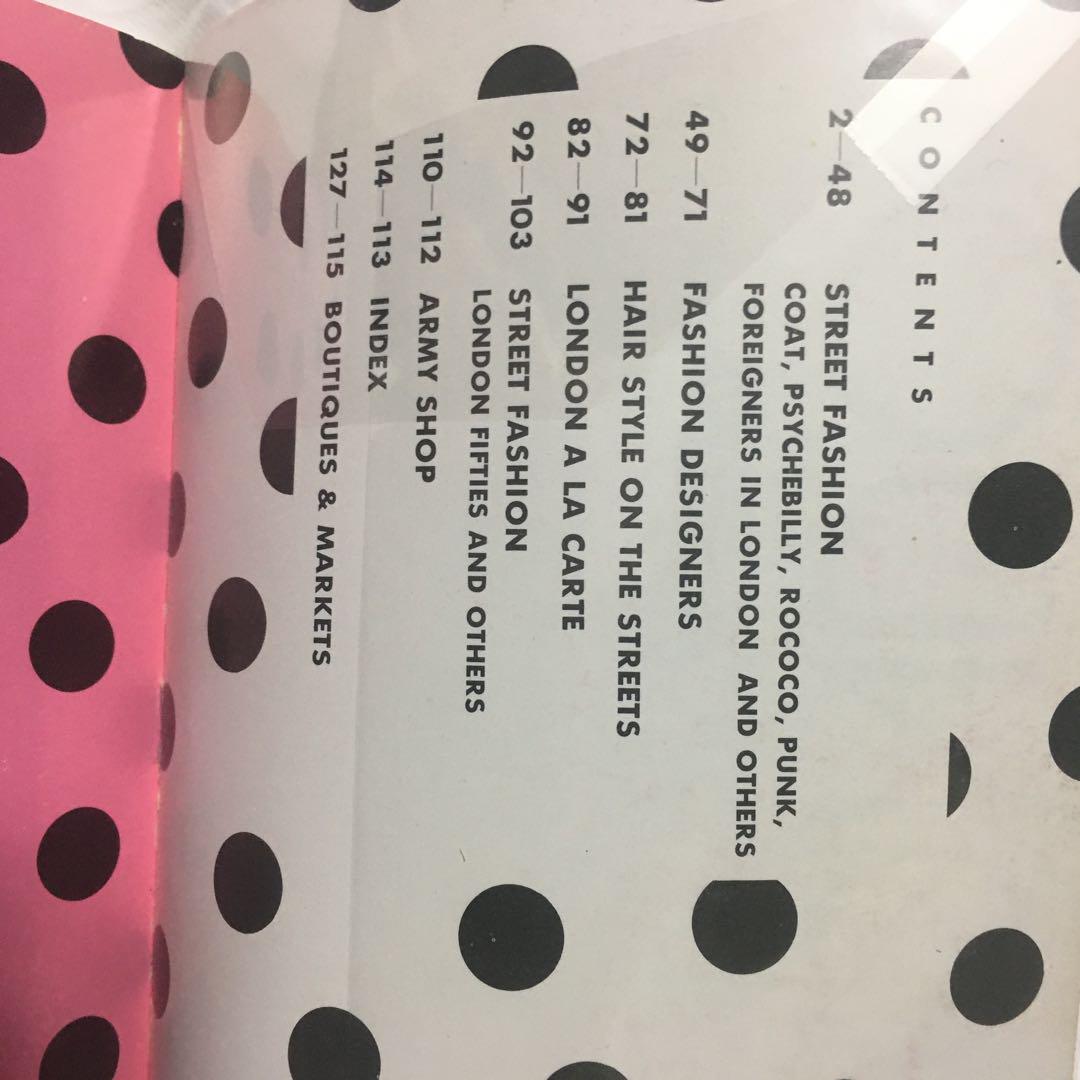 CONTENTS
2—48 STREET FASHION
COAT, PSYCHEBILLY, ROCOCO, PUNK,
FOREIGNERS IN LONDON AND OTHERS
49—71 FASHION DESIGNERS
72—81 HAIR STYLE ON THE STREETS
82—91 LONDON A LA CARTE
92—103 STREET FASHION
LONDON FIFTIES AND OTHERS
110—112 ARMY SHOP
114—113 INDEX
127—115 BOUTIQUES & MARKETS